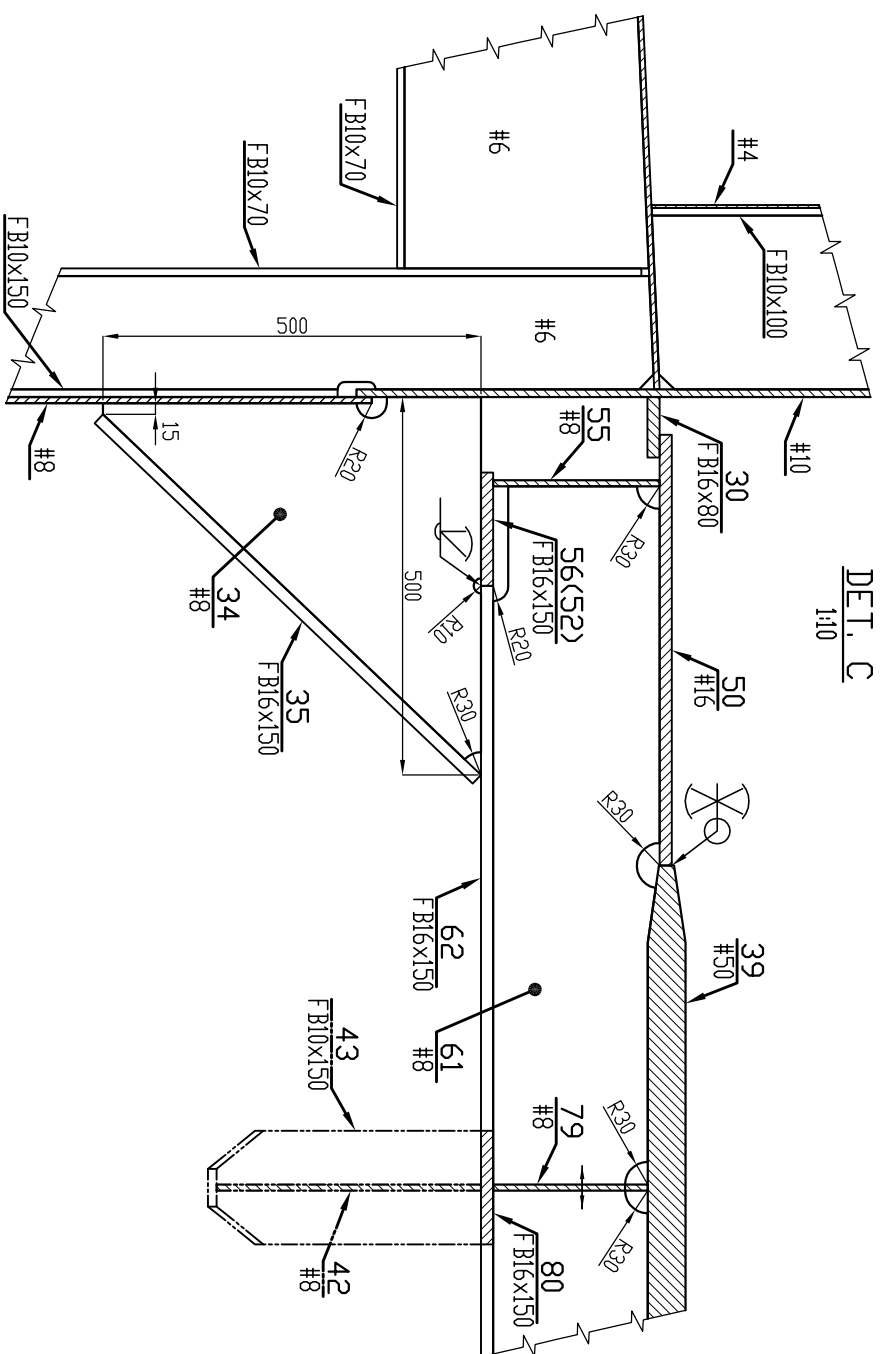 DET. C
1:10
#4
FB10x100
#10
30
FB16x80
50
#16
39
#50
#6
FB10x70
FB10x70
#6
FB10x150
#8
500
15
R20
55
#8
R30
56(52)
FB16x150
R20
R10
500
34
#8
35
FB16x150
R30
R30
62
FB16x150
61
#8
43
FB10x150
79
#8
R30
R30
42
#8
80
FB16x150